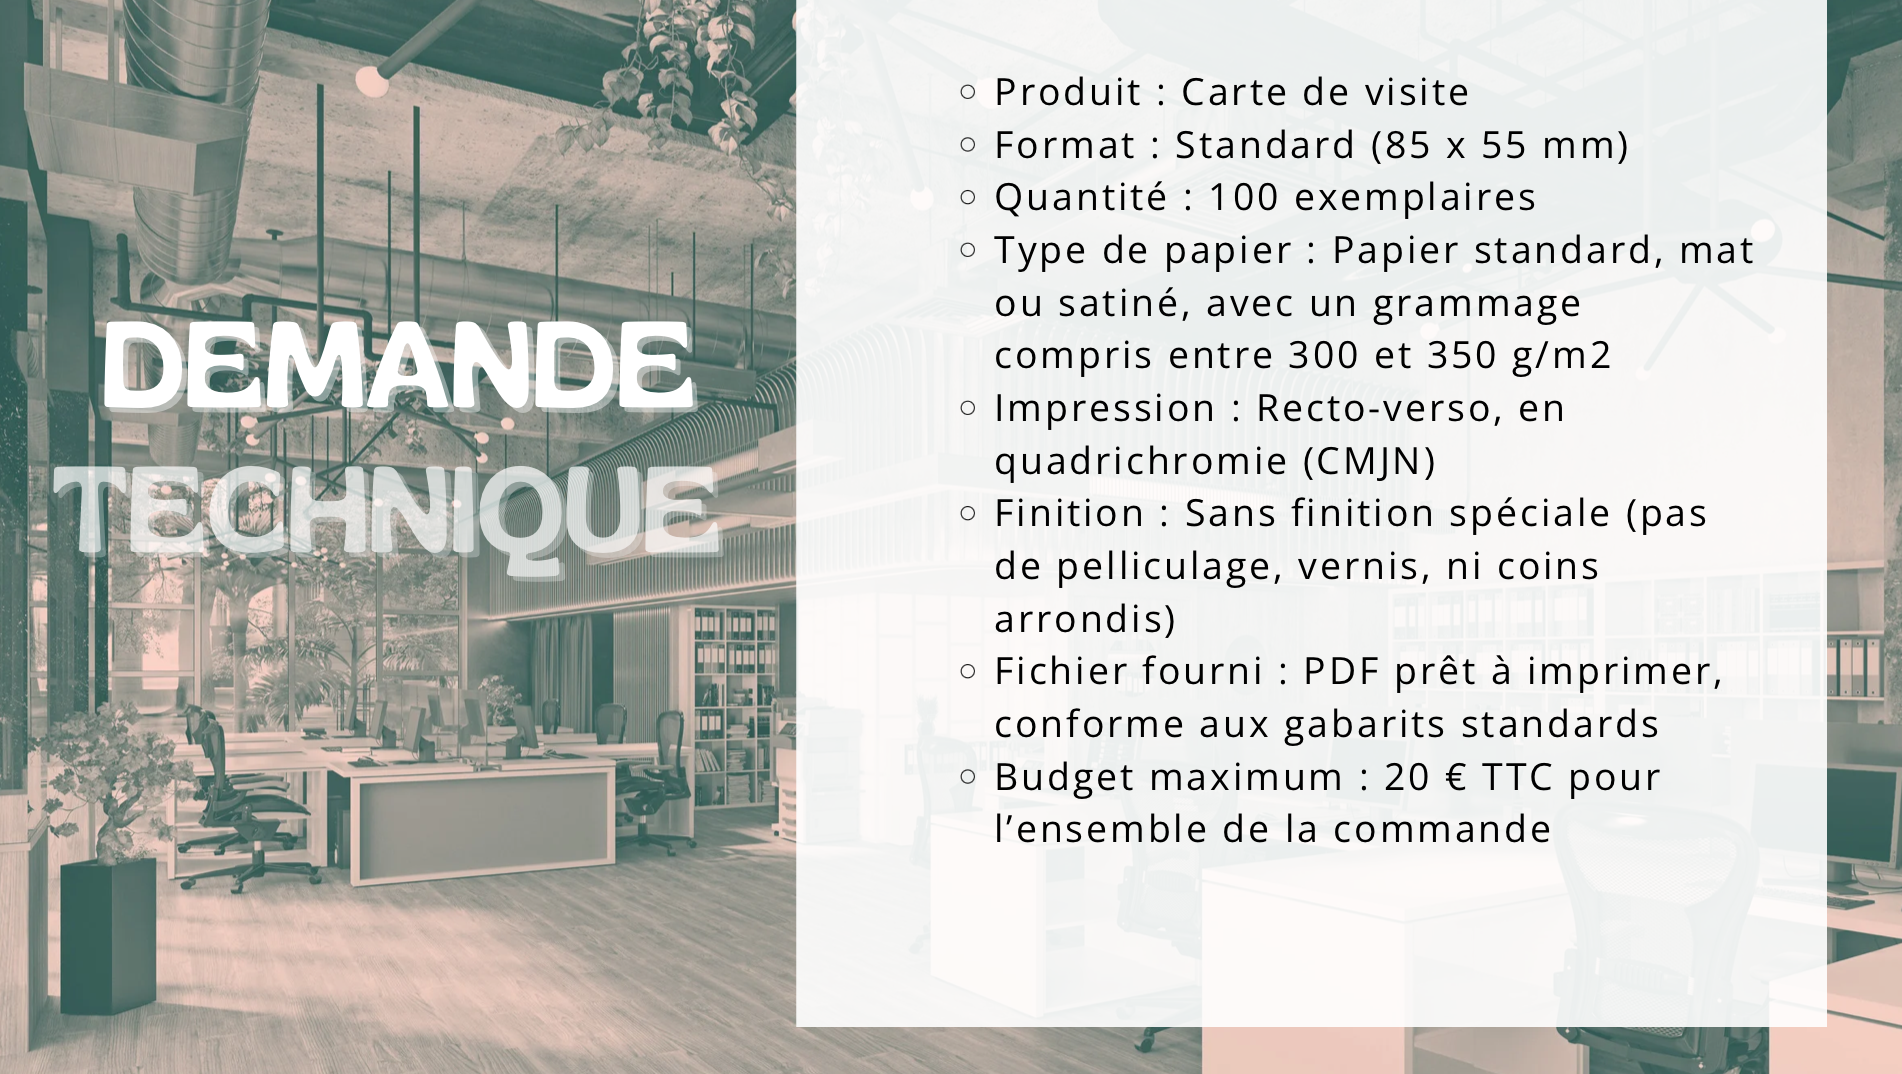 DEMANDE
TECHNIQUE
Produit : Carte de visite
Format : Standard (85 x 55 mm)
Quantité : 100 exemplaires
Type de papier : Papier standard, mat
ou satiné, avec un grammage
compris entre 300 et 350 g/m2
Impression : Recto-verso, en
quadrichromie (CMJN)
Finition : Sans finition spéciale (pas
de pelliculage, vernis, ni coins
arrondis)
Fichier fourni : PDF prêt à imprimer,
conforme aux gabarits standards
Budget maximum : 20 € TTC pour
l’ensemble de la commande